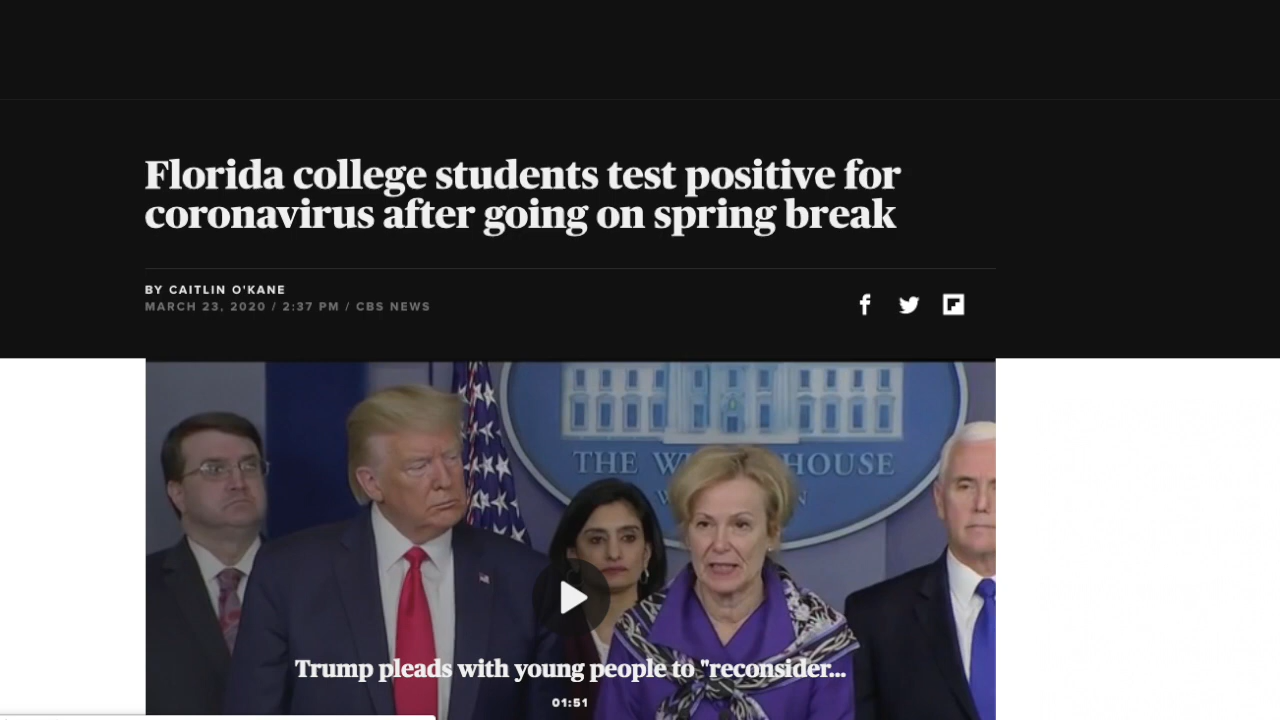 Florida college students test positive for
coronavirus after going on spring break
BY CAITLIN O'KANE
MARCH 23, 2020 / 2:37 PM / CBS NEWS
THE W HOUSE
W N
Trump pleads with young people to "reconsider...
01:51